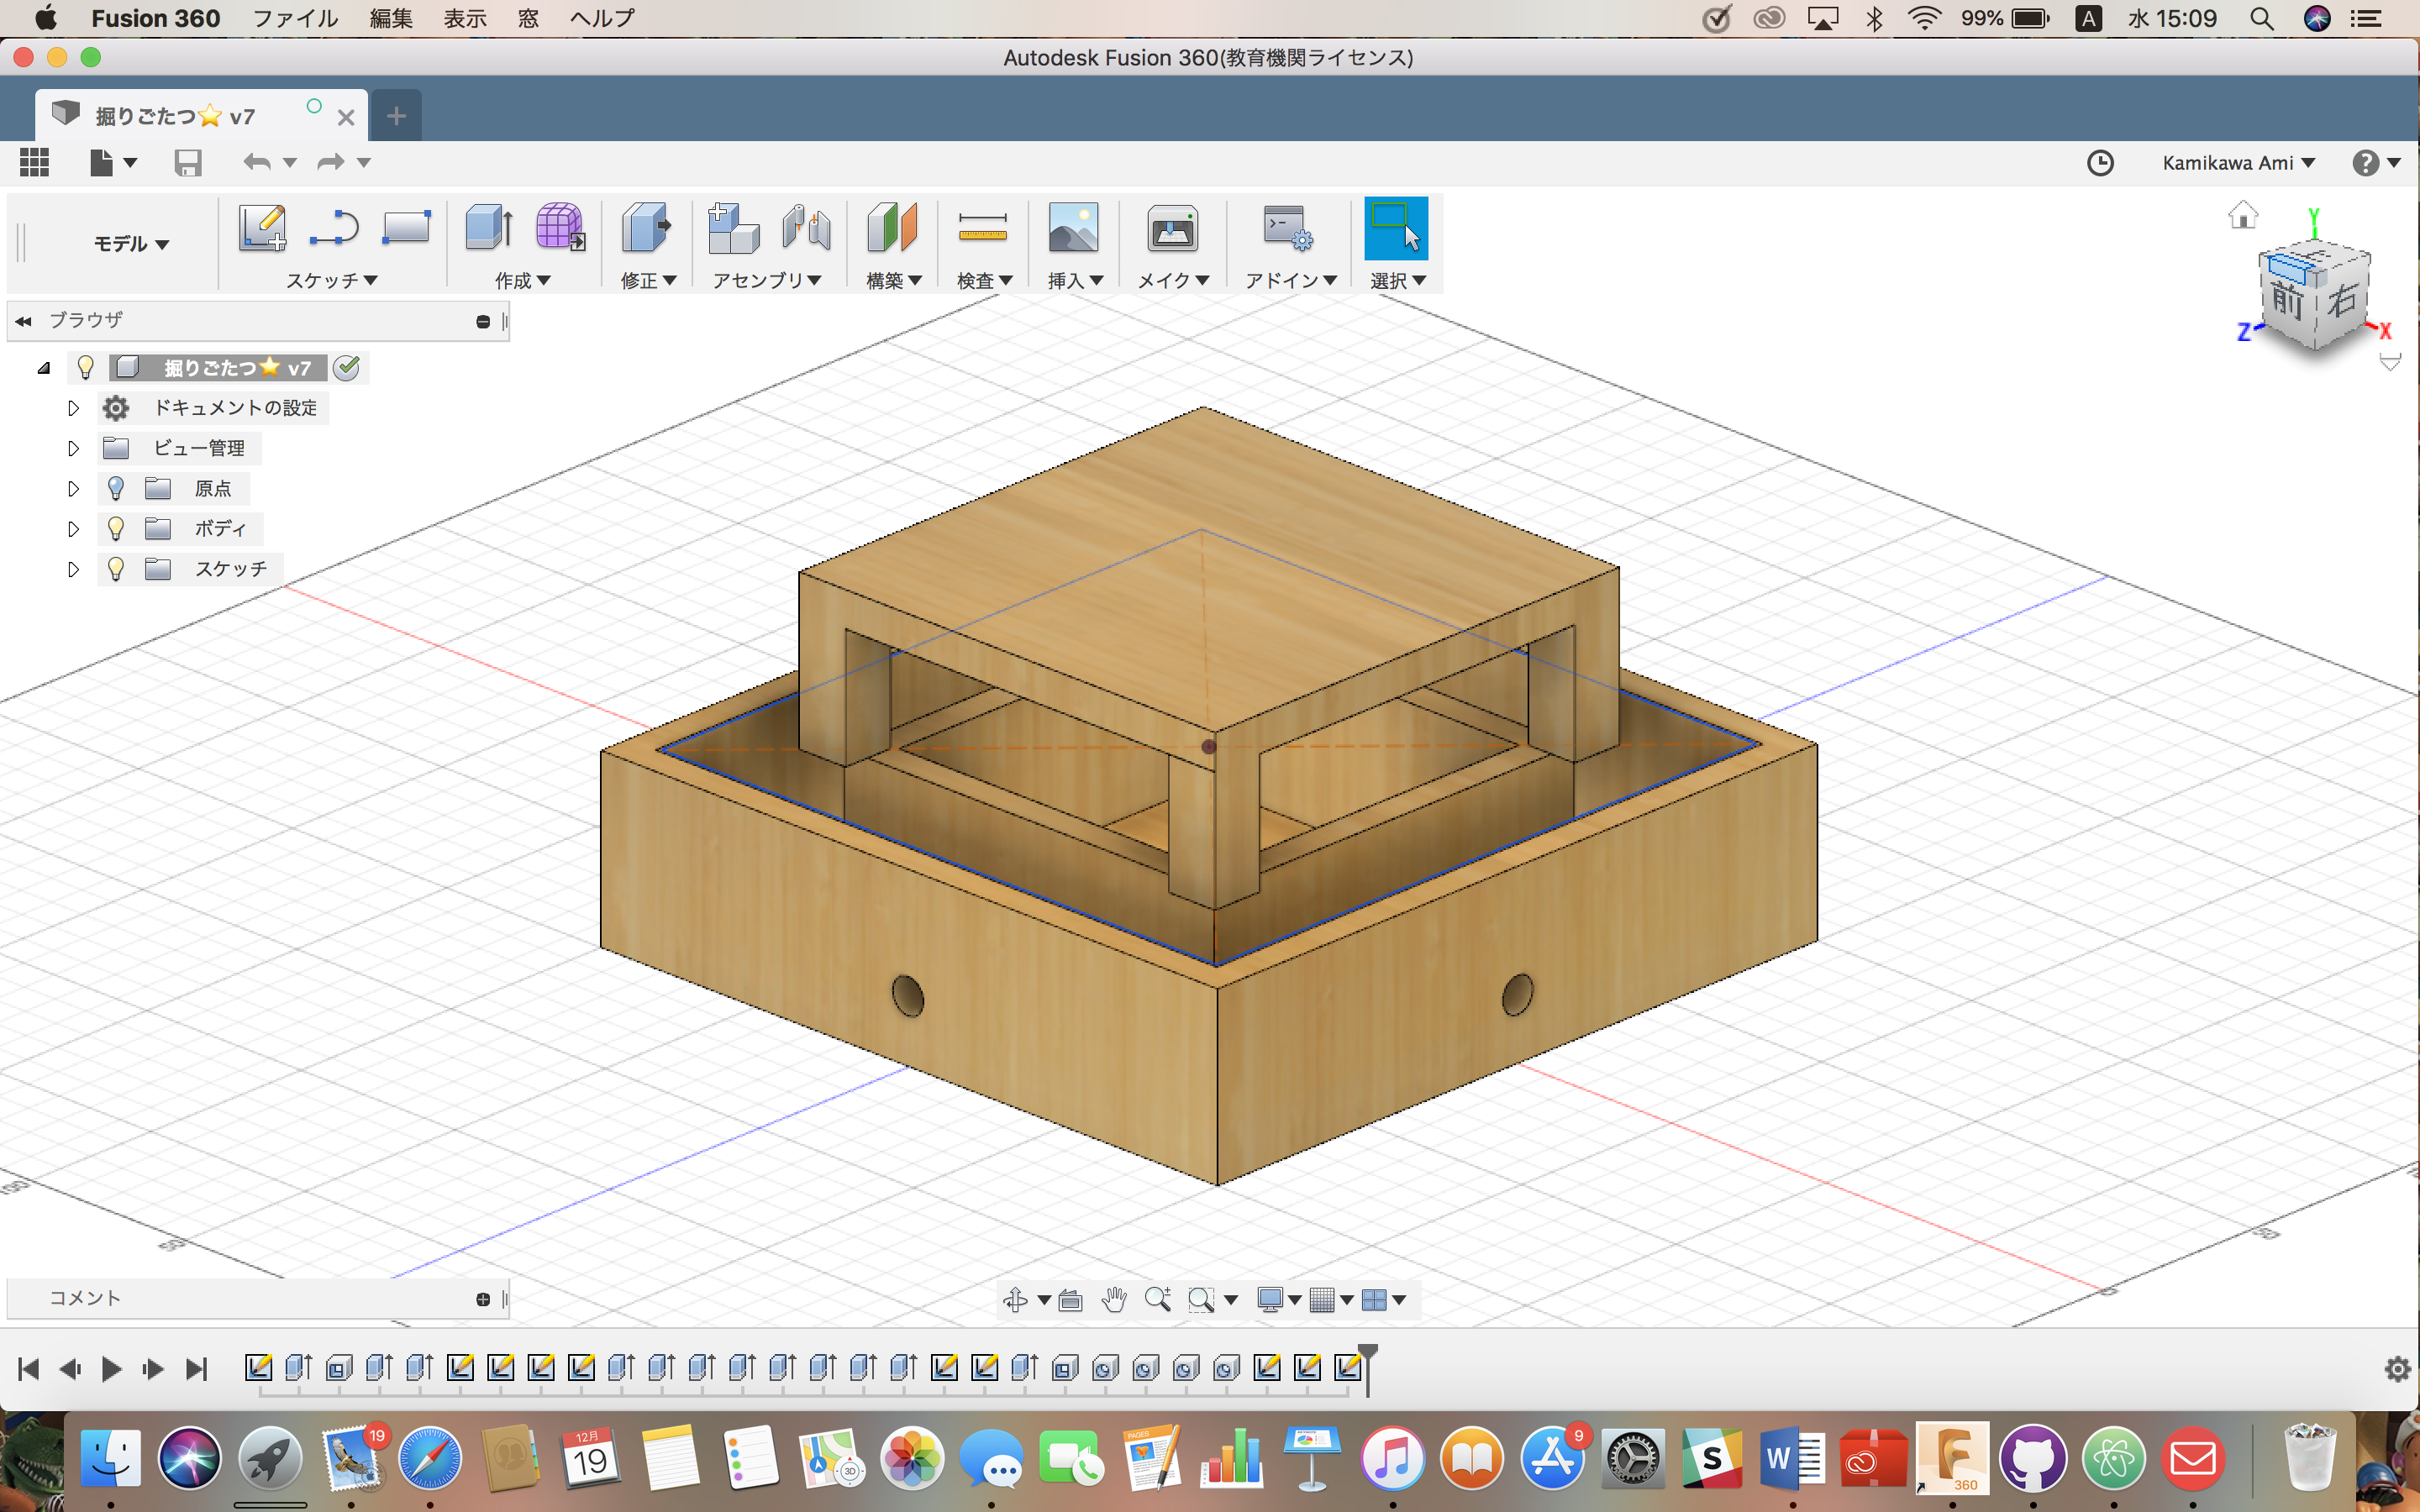 Fusion 360 ファイル 編集 表示 窓 ヘルプ 99% A 水 15:09
Autodesk Fusion 360(教育機関ライセンス)
掘りごたつ⭐ v7
Kamikawa Ami
モデル
スケッチ 作成 修正 アセンブリ 構築 検査 挿入 メイク アドイン 選択
Y
前 右
Z X
ブラウザ
掘りごたつ⭐ v7
ドキュメントの設定
ビュー管理
原点
ボディ
スケッチ
100
50 50
コメント
19 12月 19 3D PAGES 9 S W 360